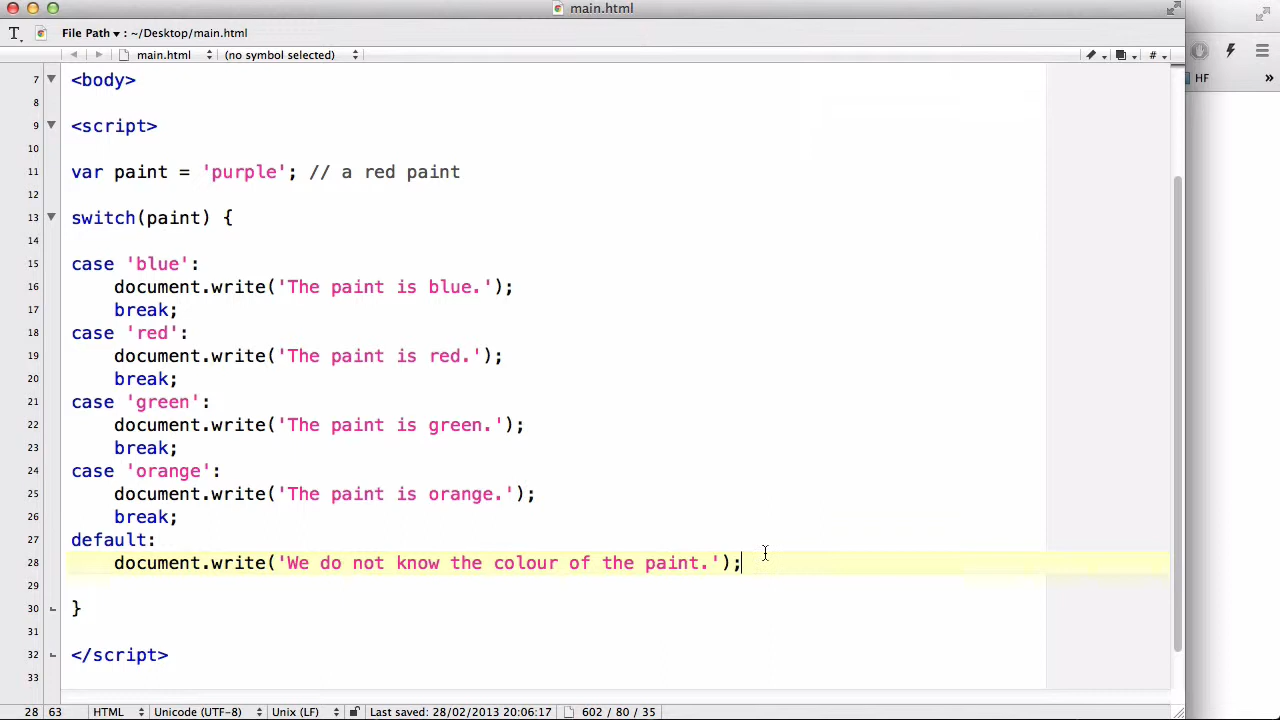 main.html
File Path ▾ : ~/Desktop/main.html
main.html (no symbol selected) #
HF »
7 <body>
8
9 <script>
10
11 var paint = 'purple'; // a red paint
12
13 switch(paint) {
14
15 case 'blue':
16 document.write('The paint is blue.');
17 break;
18 case 'red':
19 document.write('The paint is red.');
20 break;
21 case 'green':
22 document.write('The paint is green.');
23 break;
24 case 'orange':
25 document.write('The paint is orange.');
26 break;
27 default:
28 document.write('We do not know the colour of the paint.');
29
30 }
31
32 </script>
33
28 63 HTML Unicode (UTF-8) Unix (LF) Last saved: 28/02/2013 20:06:17 602 / 80 / 35